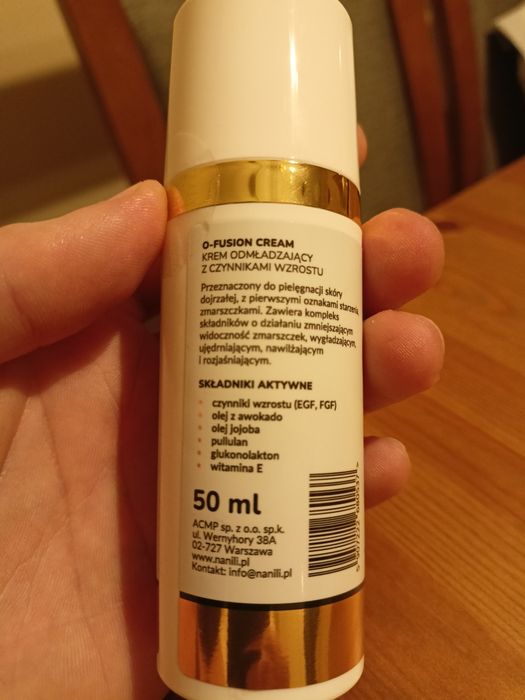 O-FUSION CREAM
KREM ODMŁADZAJĄCY
Z CZYNNIKAMI WZROSTU
Przeznaczony do pielęgnacji skóry
dojrzałej, z pierwszymi oznakami starzenia,
zmarszczkami. Zawiera kompleks
składników o działaniu zmniejszającym
widoczność zmarszczek, wygładzającym,
ujędrniającym, nawilżającym
i rozjaśniającym.
SKŁADNIKI AKTYWNE
• czynniki wzrostu (EGF, FGF)
• olej z awokado
• olej jojoba
• pullulan
• glukonolakton
• witamina E
50 ml
ACMP sp. z o.o. sp.k.
ul. Wernyhory 38A
02-727 Warszawa
www.nanili.pl
Kontakt: info@nanili.pl